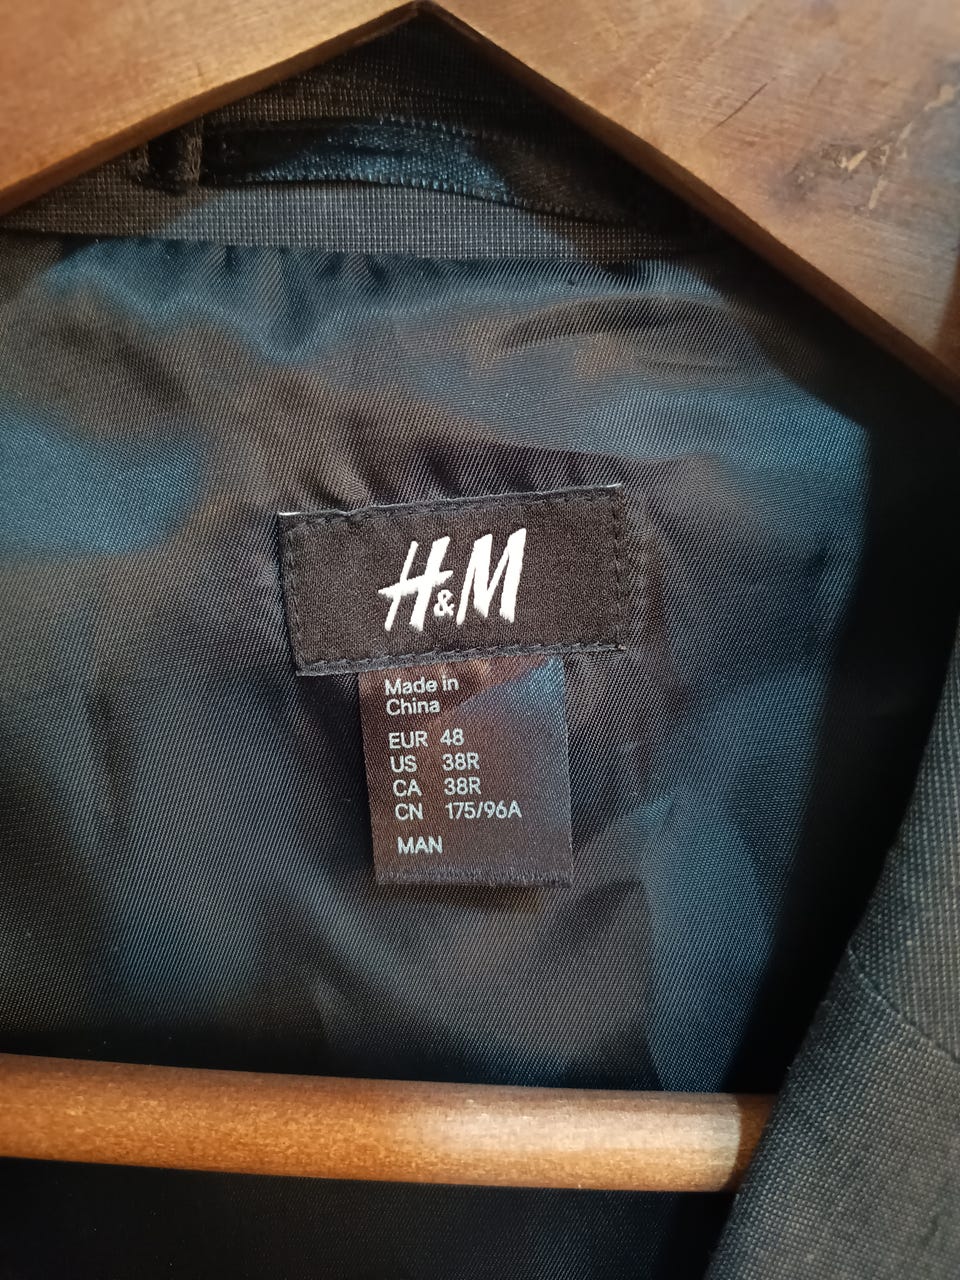 H&M
Made in
China
EUR 48
US 38R
CA 38R
CN 175/96A
MAN